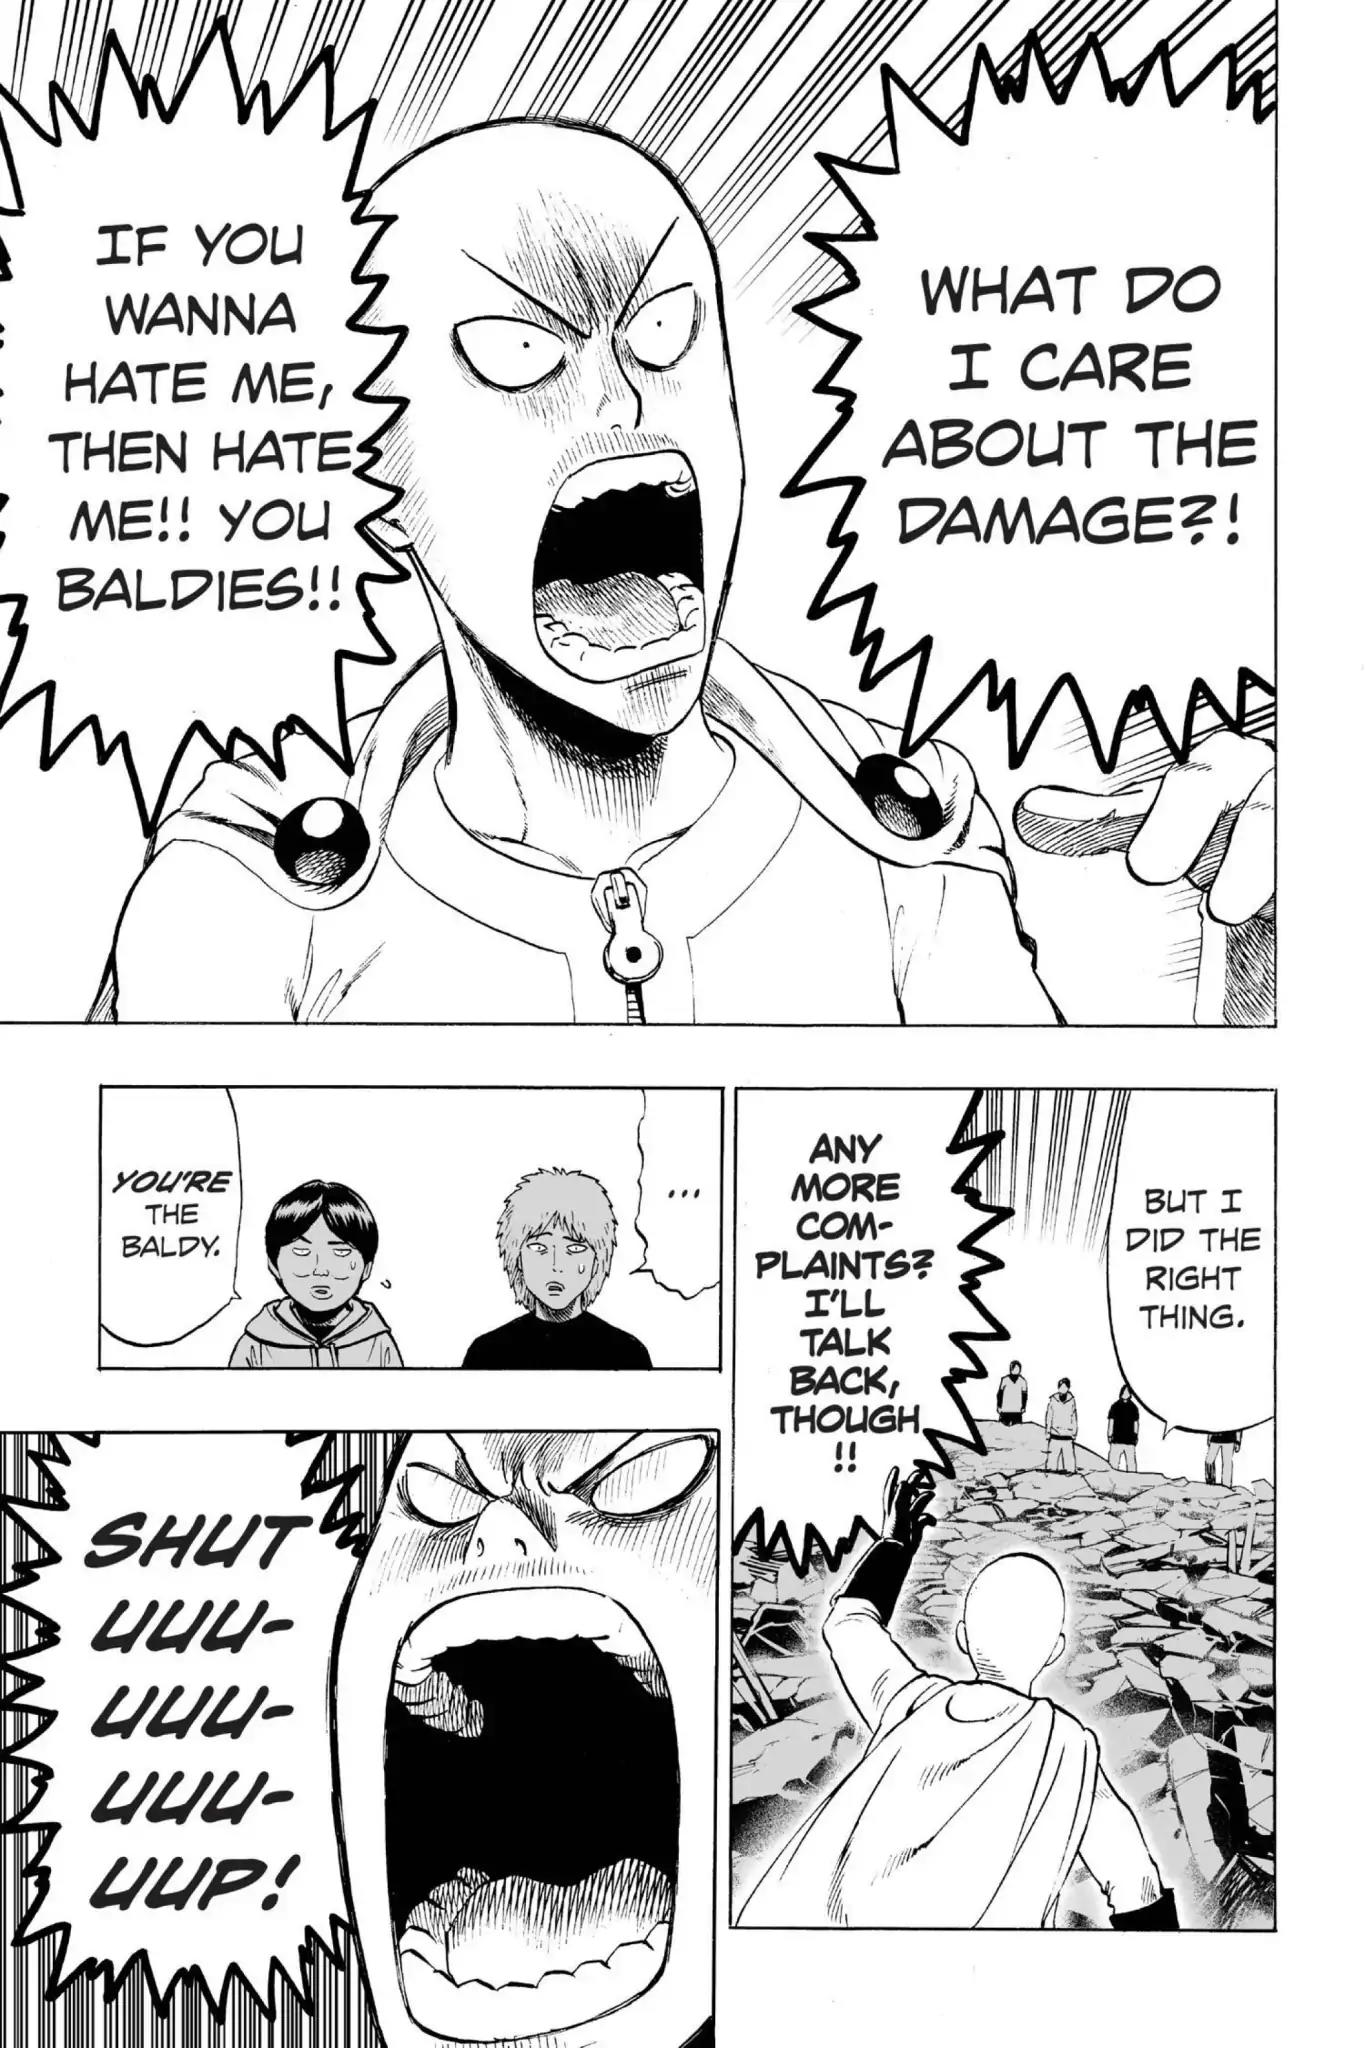 WHAT DO
I CARE
ABOUT THE
DAMAGE?!
IF YOU
WANNA
HATE ME,
THEN HATE
ME!! YOU
BALDIES!!
BUT I
DID THE
RIGHT
THING.
ANY
MORE
COM-
PLAINTS?
I'LL
TALK
BACK,
THOUGH
!!
...
YOU'RE
THE
BALDY.
SHUT
UUU-
UUU-
UUU-
UUP!